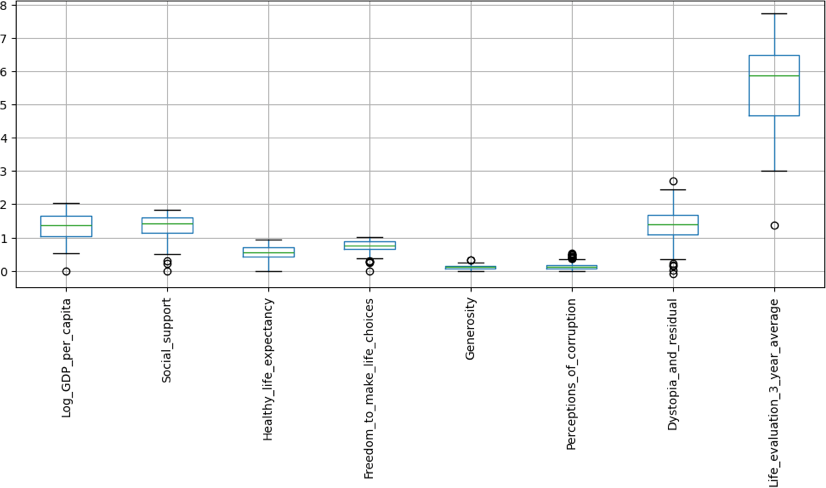 8
7
6
5
4
3
2
1
0
Log_GDP_per_capita
Social_support
Healthy_life_expectancy
Freedom_to_make_life_choices
Generosity
Perceptions_of_corruption
Dystopia_and_residual
Life_evaluation_3_year_average